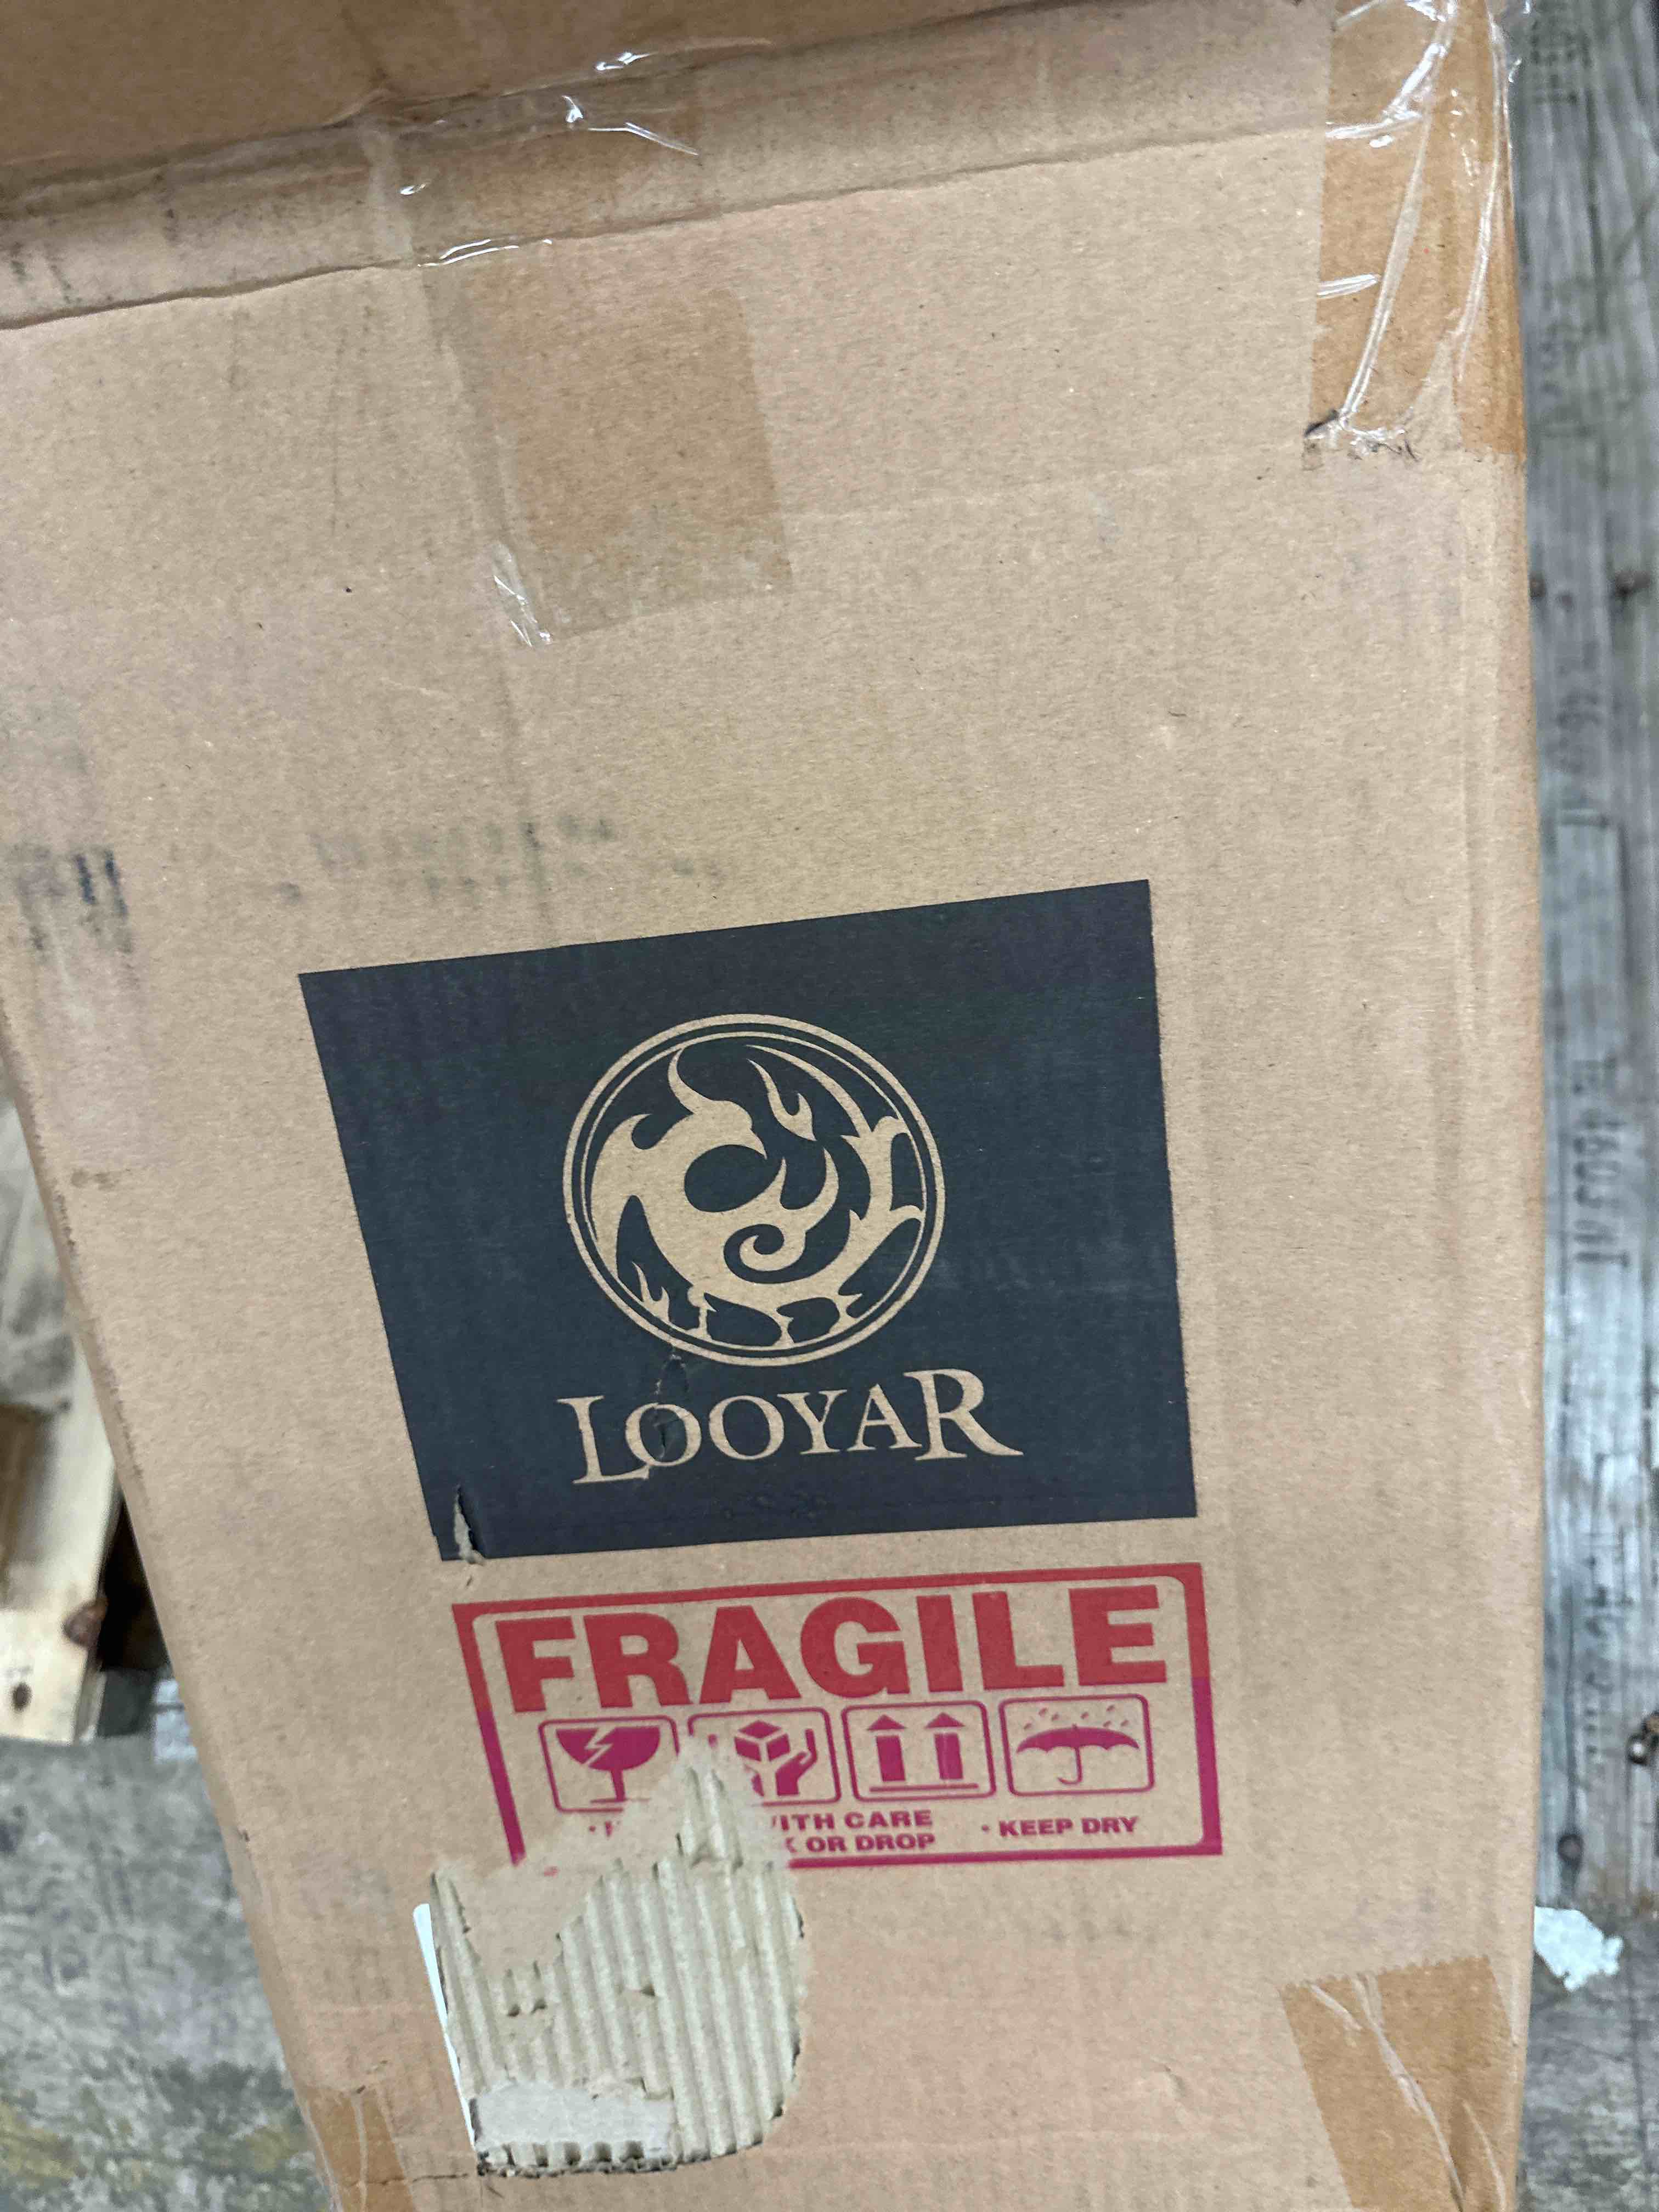 LOOYAR
FRAGILE
WITH CARE
OR DROP
• KEEP DRY